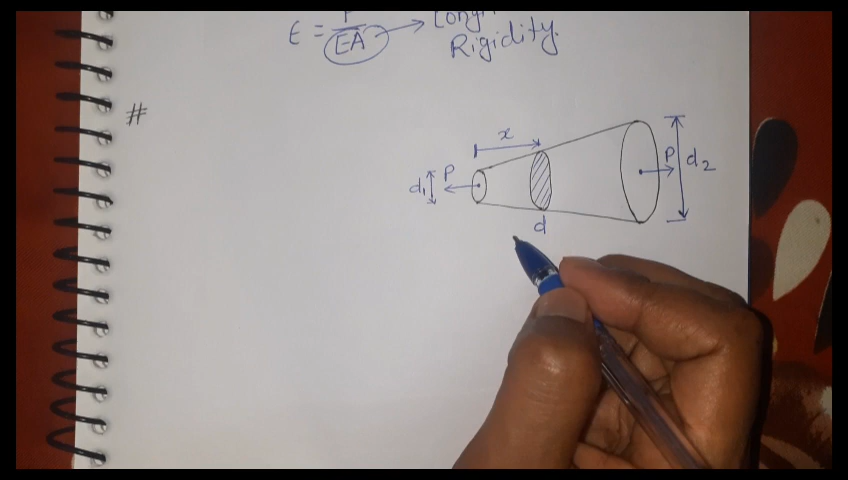 ϵ = P/EA →
Rigidity.
#
x
d₁ P P d₂
d